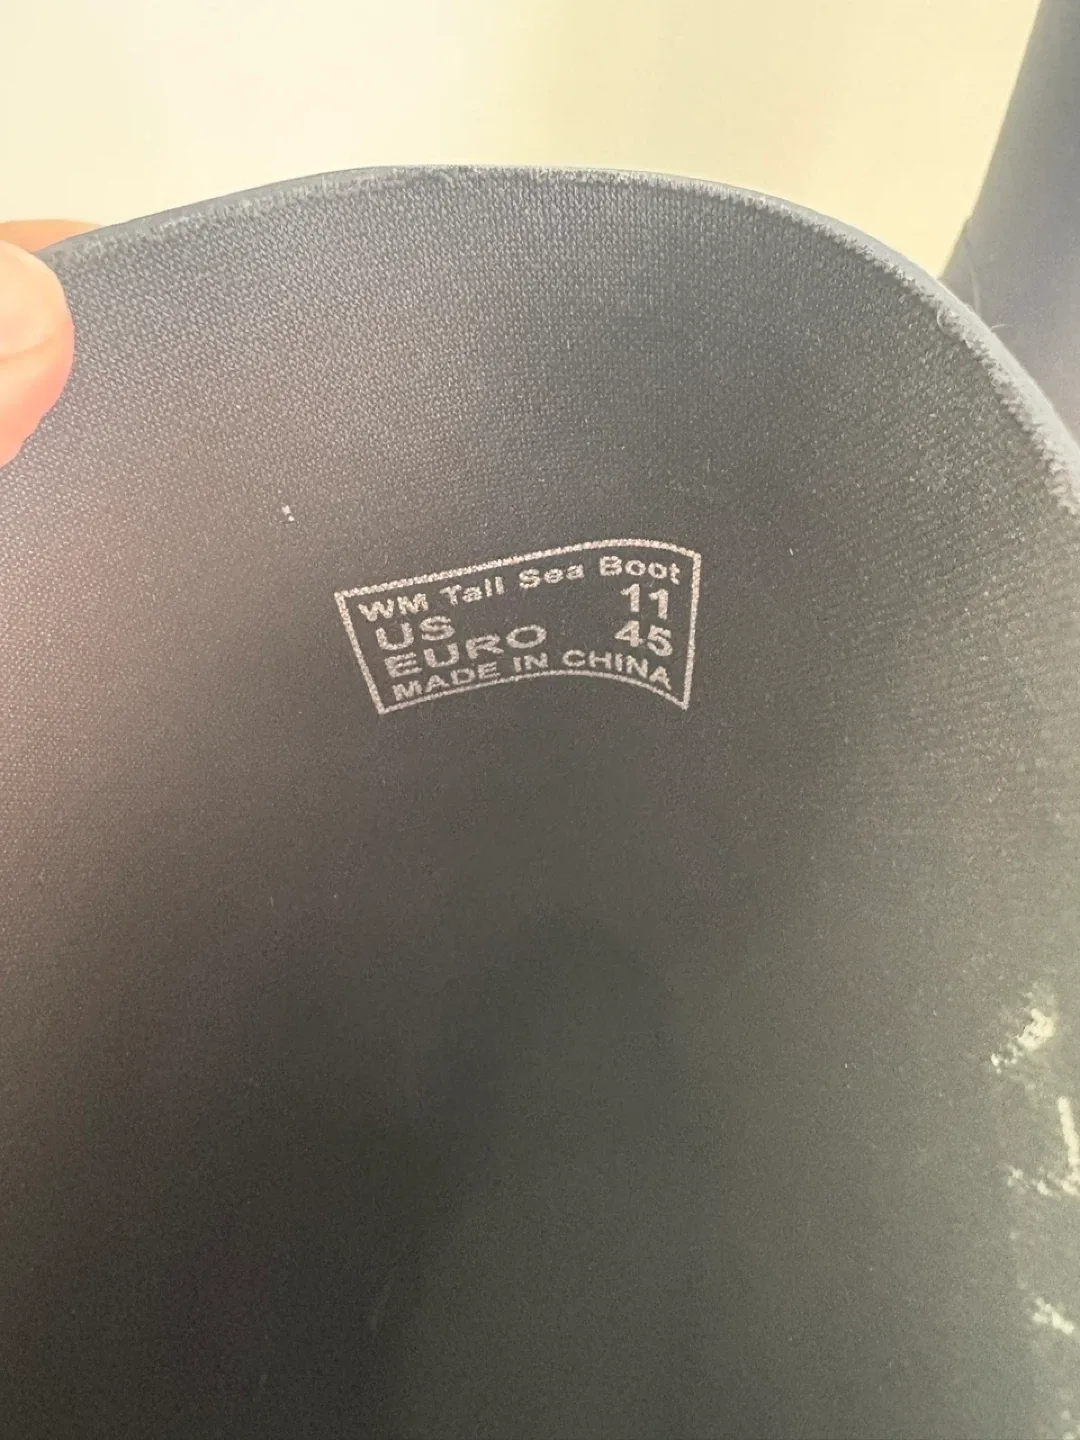 WM Tall Sea Boot
US 11
EURO 45
MADE IN CHINA